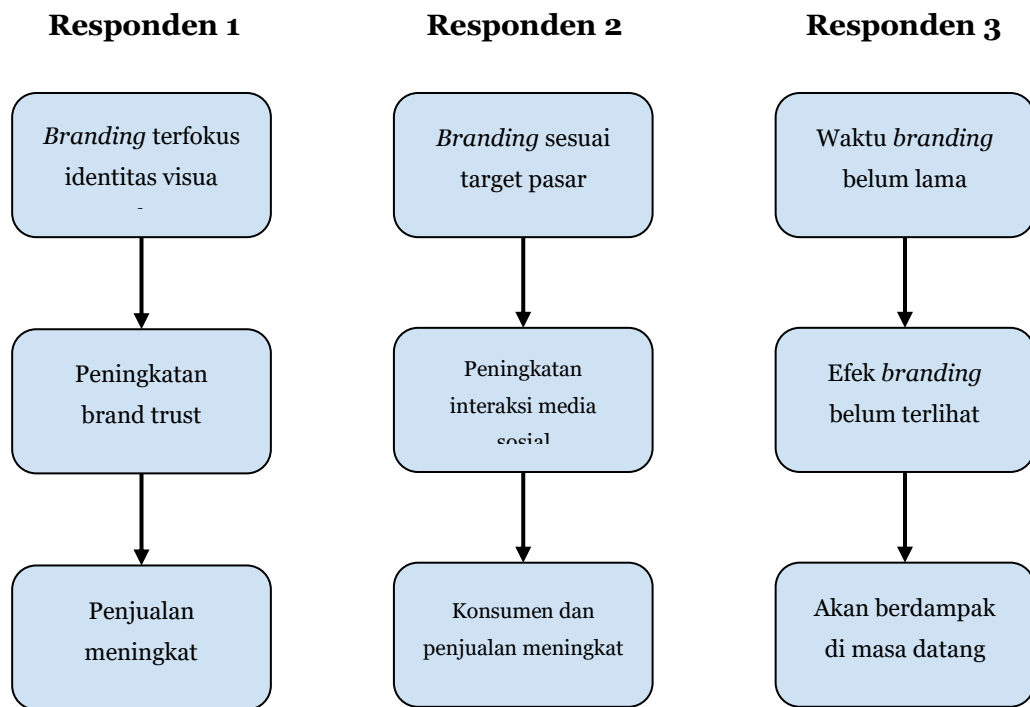 Responden 1
Responden 2
Responden 3
Branding terfokus
identitas visua
Branding sesuai
target pasar
Waktu branding
belum lama
Peningkatan
brand trust
Peningkatan
interaksi media
sosial
Efek branding
belum terlihat
Penjualan
meningkat
Konsumen dan
penjualan meningkat
Akan berdampak
di masa datang